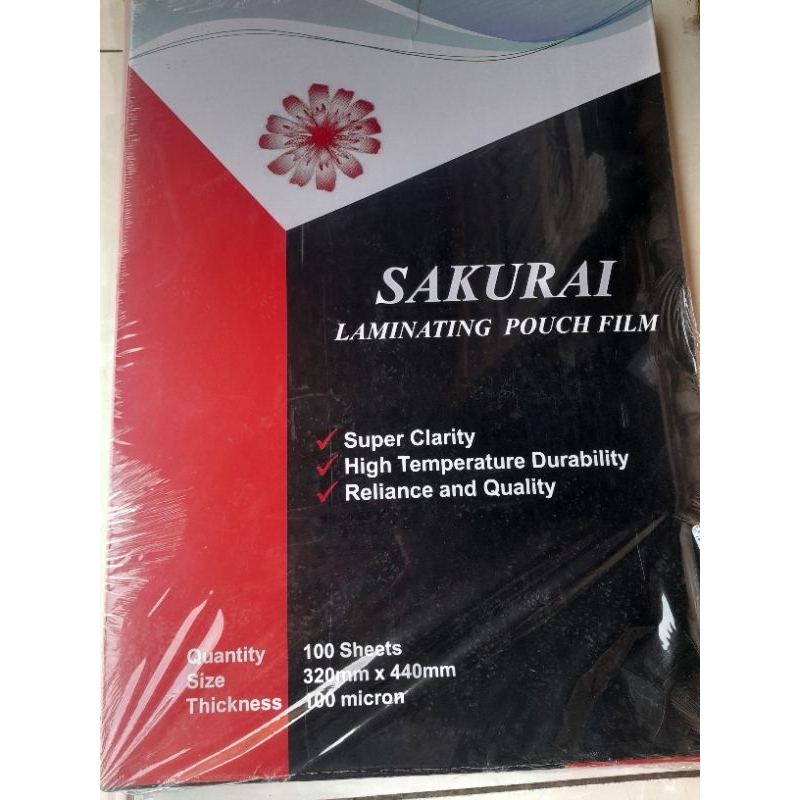 SAKURAI
LAMINATING POUCH FILM
Super Clarity
High Temperature Durability
Reliance and Quality
Quantity 100 Sheets
Size 320mm x 440mm
Thickness 100 micron